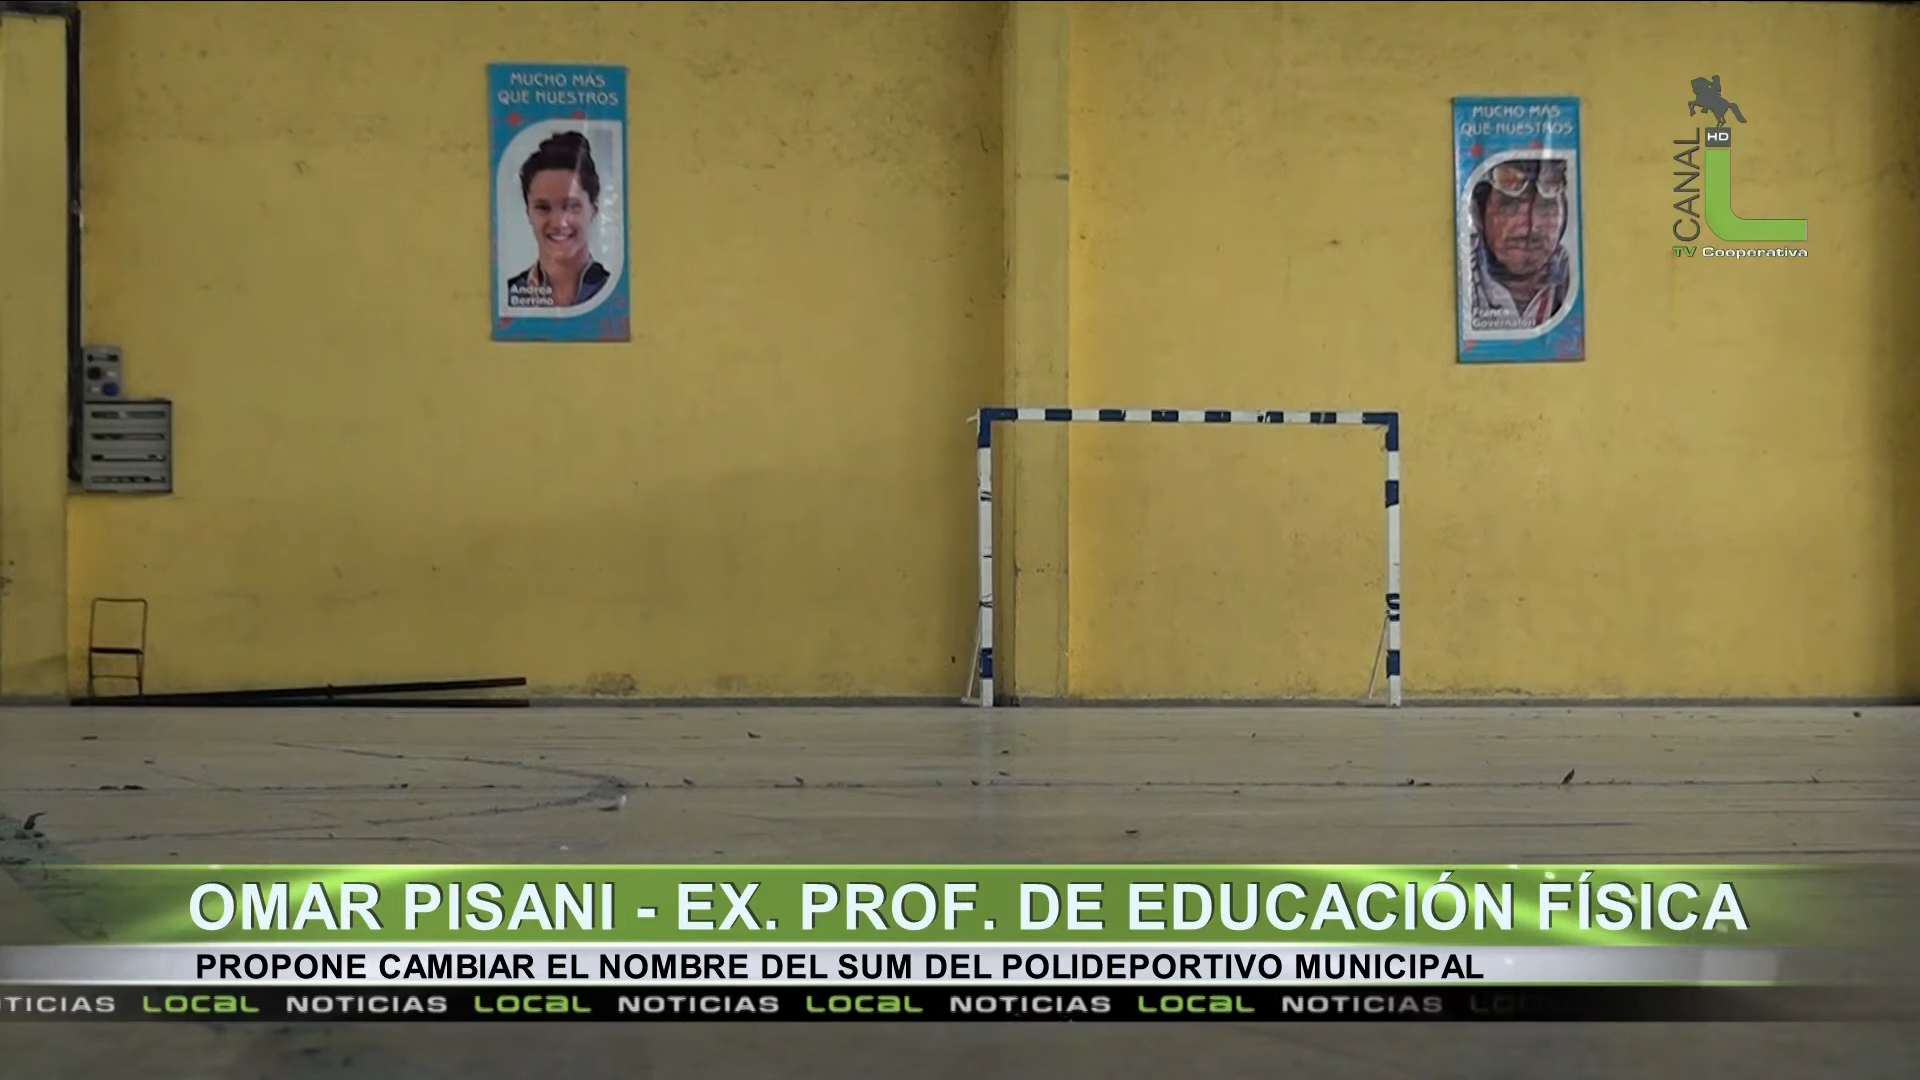 MUCHO MÁS
QUE NUESTROS
Andrea
Berrino
MUCHO MÁS
QUE NUESTROS
Franco
Governatori
CANAL
HD
L
TV Cooperativa
OMAR PISANI - EX. PROF. DE EDUCACIÓN FÍSICA
PROPONE CAMBIAR EL NOMBRE DEL SUM DEL POLIDEPORTIVO MUNICIPAL
TICIAS LOCAL NOTICIAS LOCAL NOTICIAS LOCAL NOTICIAS LOCAL NOTICIAS LOC